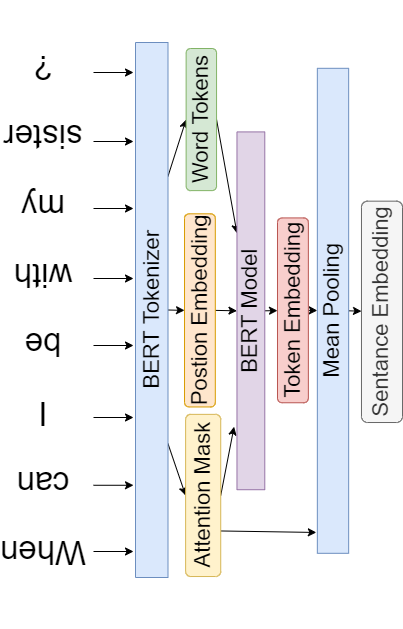 When
can
I
be
with
my
sister
?
BERT Tokenizer
Word Tokens
Postion Embedding
Attention Mask
BERT Model
Token Embedding
Mean Pooling
Sentance Embedding